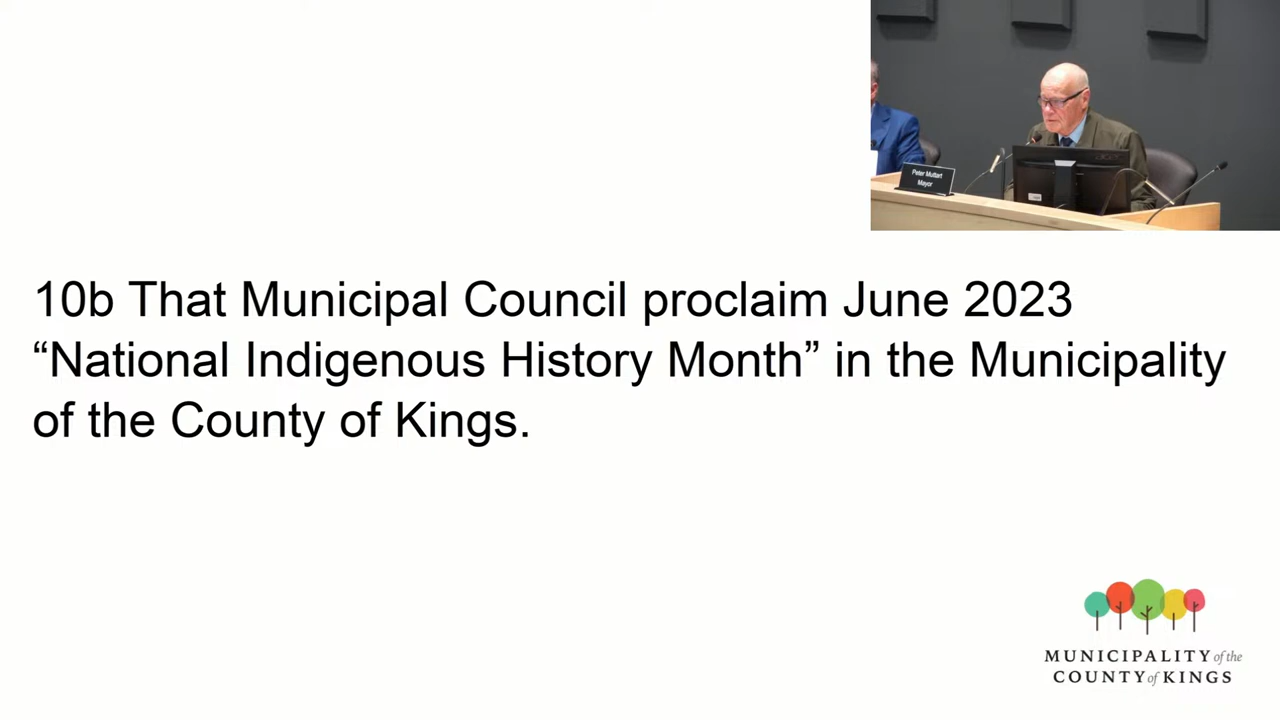 Peter Muttart
Mayor
10b That Municipal Council proclaim June 2023
“National Indigenous History Month” in the Municipality
of the County of Kings.
MUNICIPALITY of the
COUNTY of KINGS